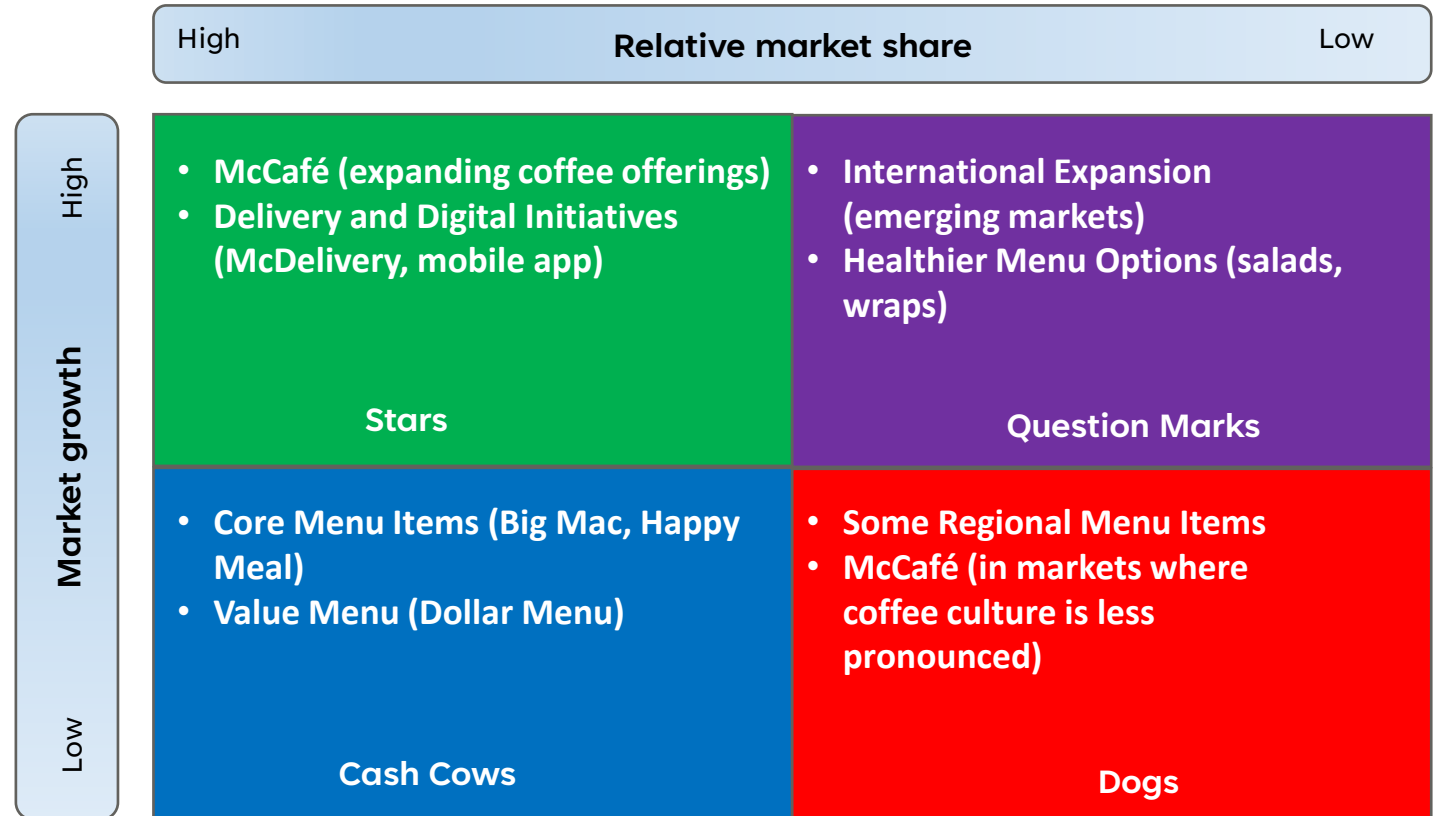 High Relative market share Low
High
Market growth
Low
• McCafé (expanding coffee offerings)
• Delivery and Digital Initiatives
(McDelivery, mobile app)
Stars
• International Expansion
(emerging markets)
• Healthier Menu Options (salads,
wraps)
Question Marks
• Core Menu Items (Big Mac, Happy
Meal)
• Value Menu (Dollar Menu)
Cash Cows
• Some Regional Menu Items
• McCafé (in markets where
coffee culture is less
pronounced)
Dogs